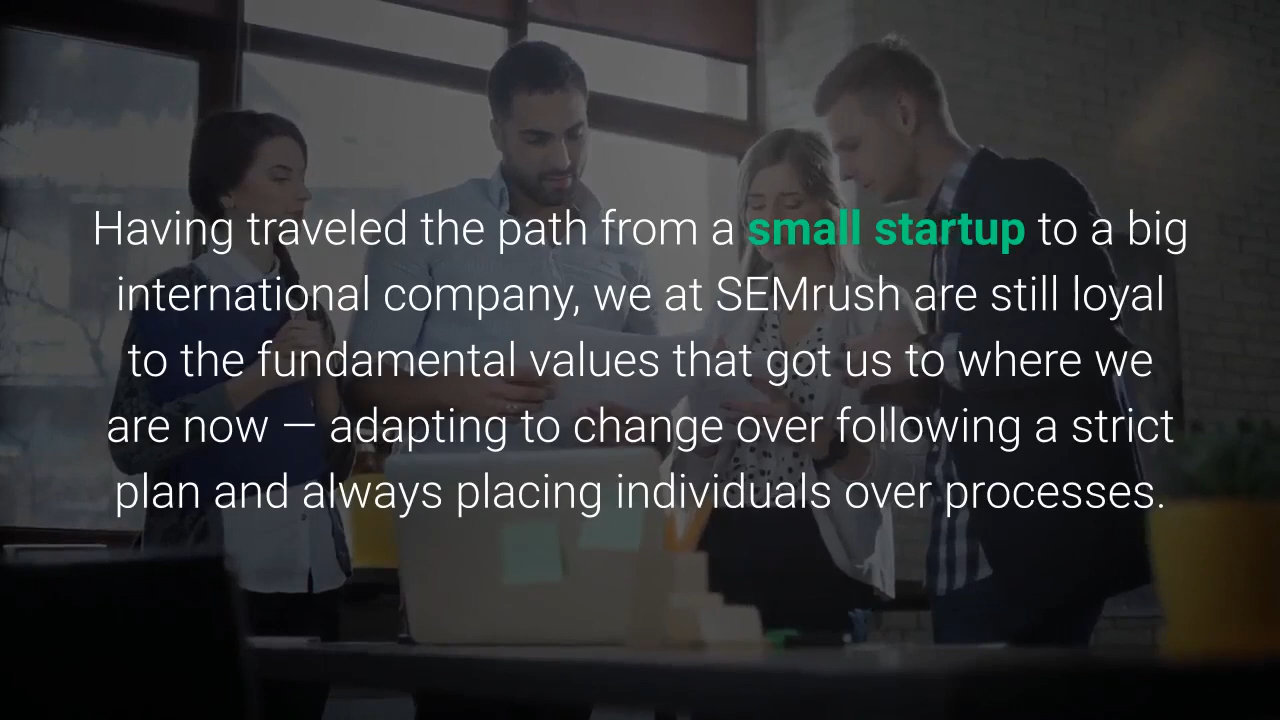 Having traveled the path from a small startup to a big
international company, we at SEMrush are still loyal
to the fundamental values that got us to where we
are now — adapting to change over following a strict
plan and always placing individuals over processes.